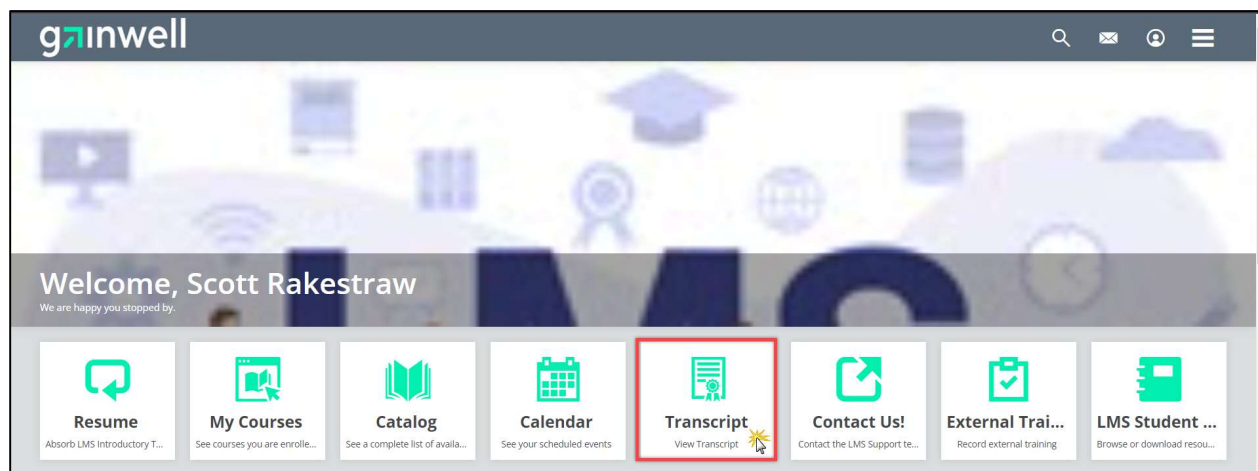 gainwell
LMS
Welcome, Scott Rakestraw
We are happy you stopped by.
Resume
Absorb LMS Introductory T...
My Courses
See courses you are enrolle...
Catalog
See a complete list of availa...
Calendar
See your scheduled events
Transcript
View Transcript
Contact Us!
Contact the LMS Support te...
External Trai...
Record external training
LMS Student ...
Browse or download resou...